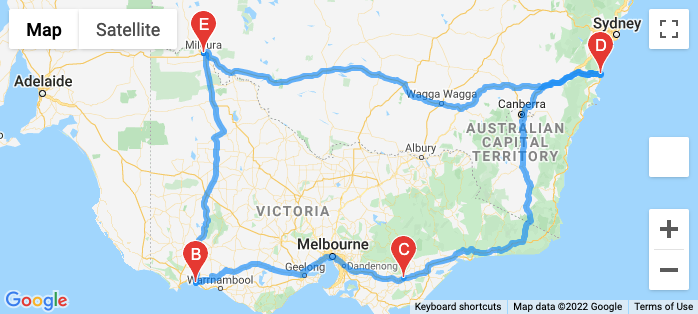 Map
Satellite
E
Mildura
Sydney
D
Adelaide
Wagga Wagga
Canberra
AUSTRALIAN
CAPITAL
TERRITORY
Albury
VICTORIA
B
Melbourne
C
Dandenong
Geelong
Warrnambool
Google
Keyboard shortcuts
Map data ©2022 Google
Terms of Use